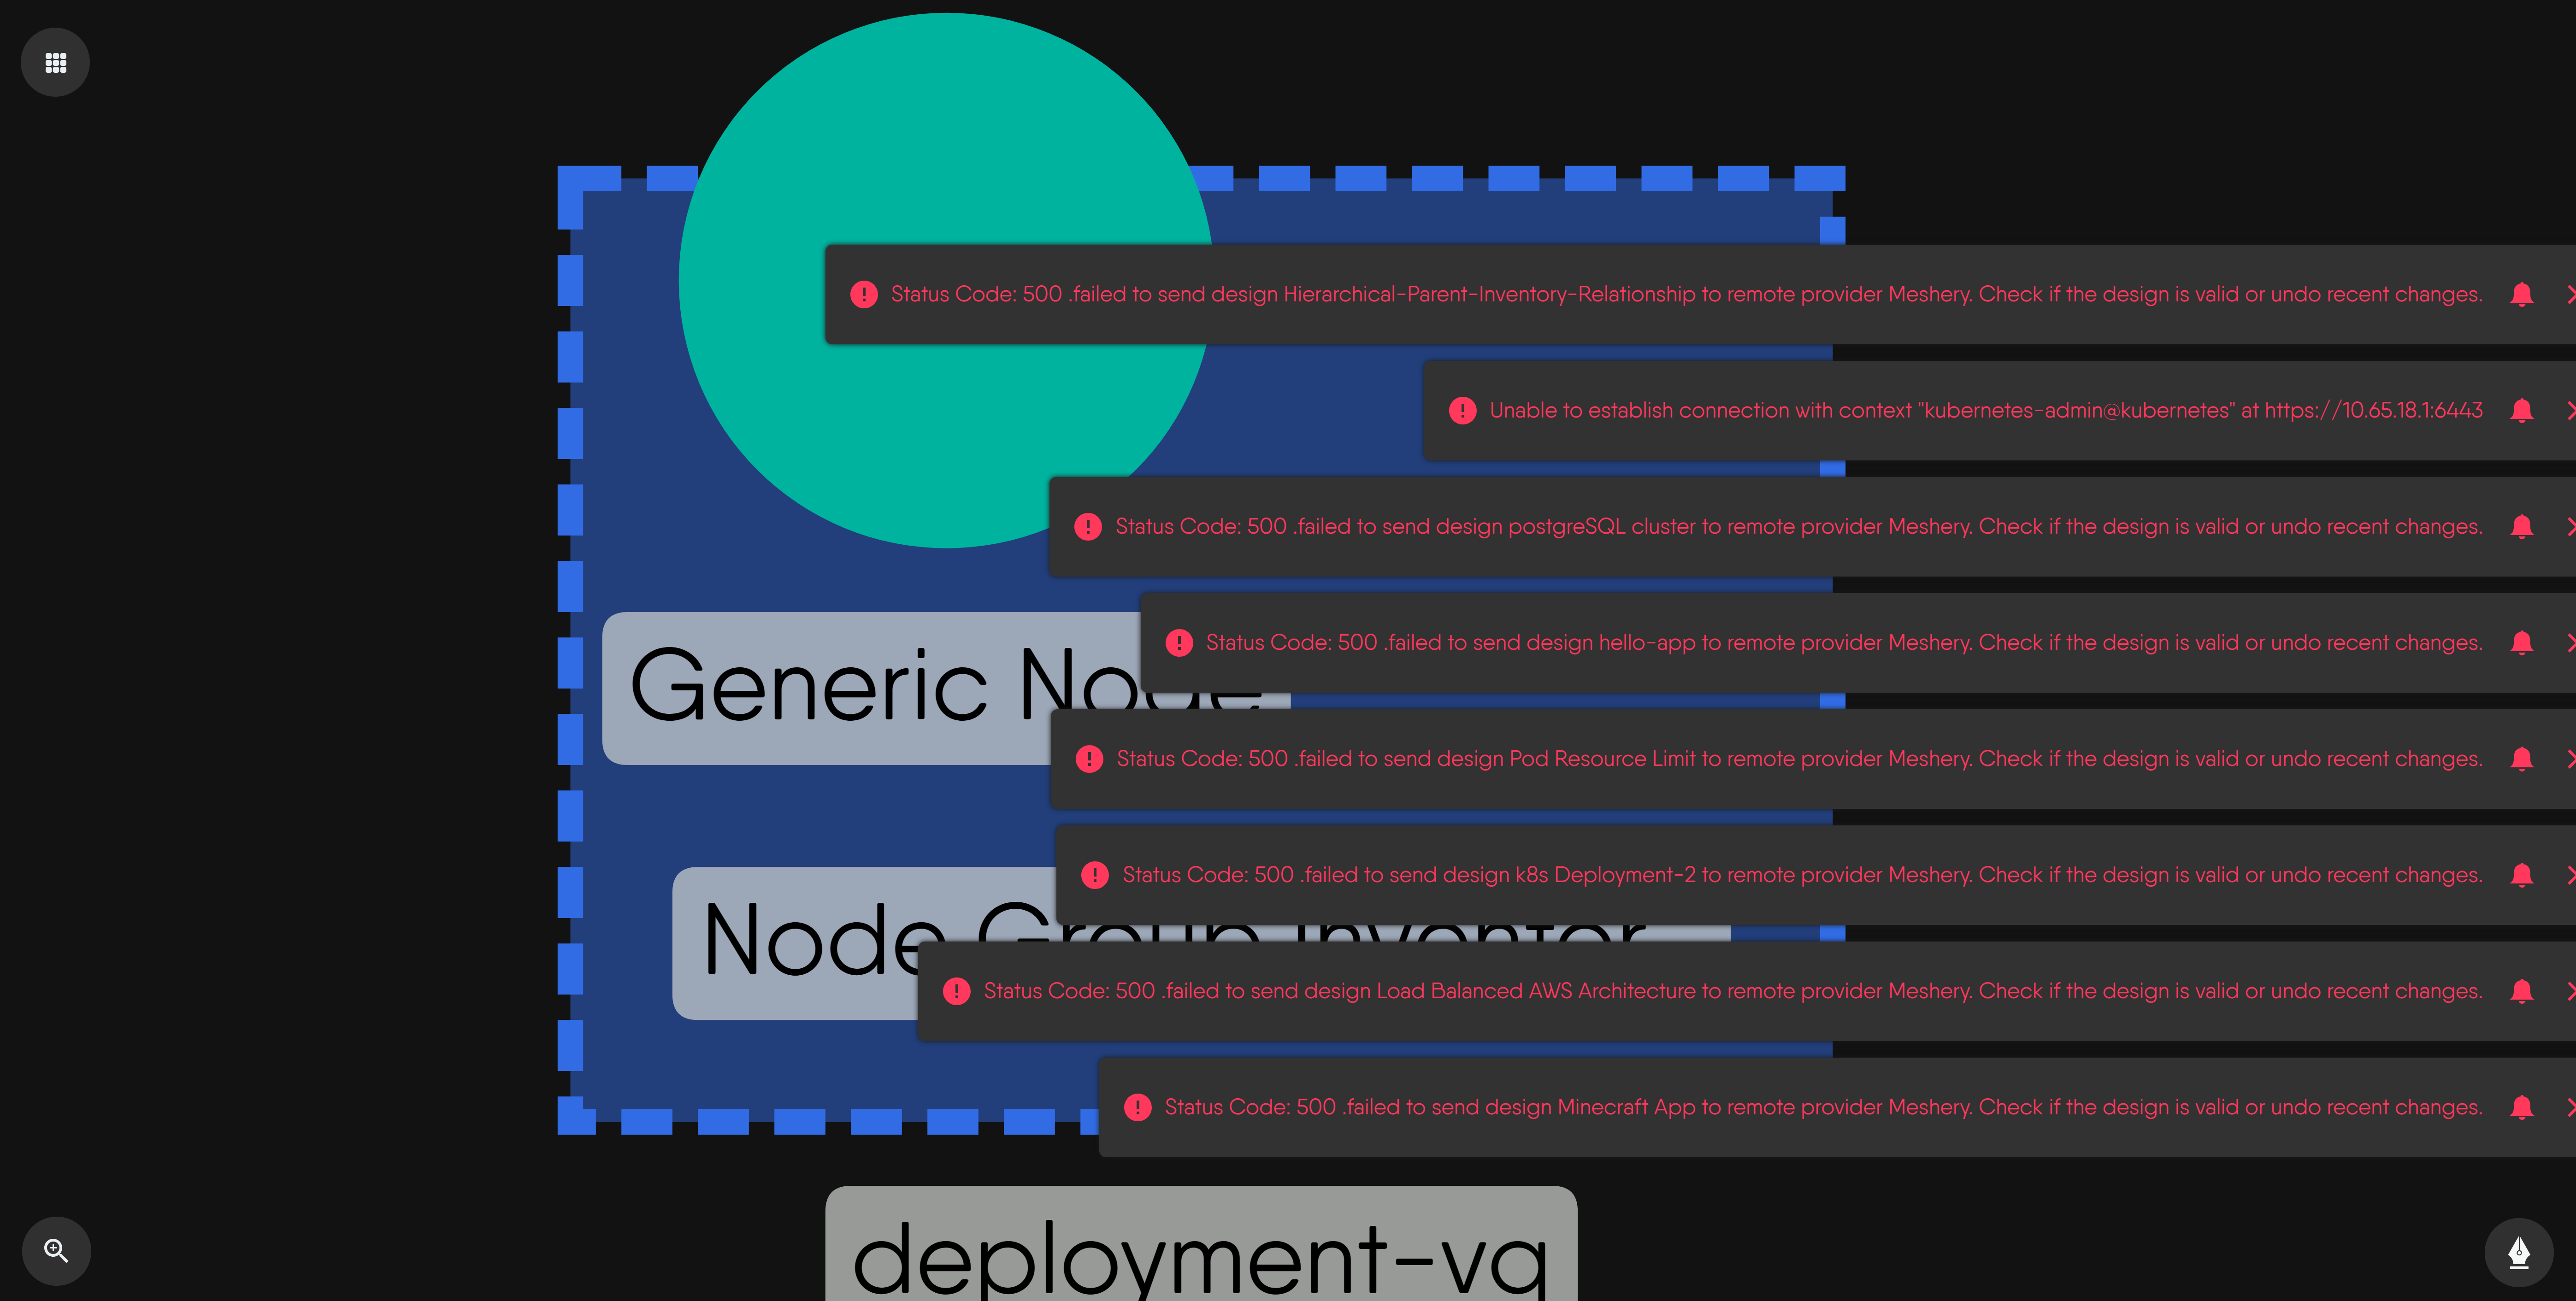 Status Code: 500 .failed to send design Hierarchical-Parent-Inventory-Relationship to remote provider Meshery. Check if the design is valid or undo recent changes.
Unable to establish connection with context "kubernetes-admin@kubernetes" at https://10.65.18.1:6443
Status Code: 500 .failed to send design postgreSQL cluster to remote provider Meshery. Check if the design is valid or undo recent changes.
Status Code: 500 .failed to send design hello-app to remote provider Meshery. Check if the design is valid or undo recent changes.
Generic Node
Status Code: 500 .failed to send design Pod Resource Limit to remote provider Meshery. Check if the design is valid or undo recent changes.
Status Code: 500 .failed to send design k8s Deployment-2 to remote provider Meshery. Check if the design is valid or undo recent changes.
Node Group Inventor
Status Code: 500 .failed to send design Load Balanced AWS Architecture to remote provider Meshery. Check if the design is valid or undo recent changes.
Status Code: 500 .failed to send design Minecraft App to remote provider Meshery. Check if the design is valid or undo recent changes.